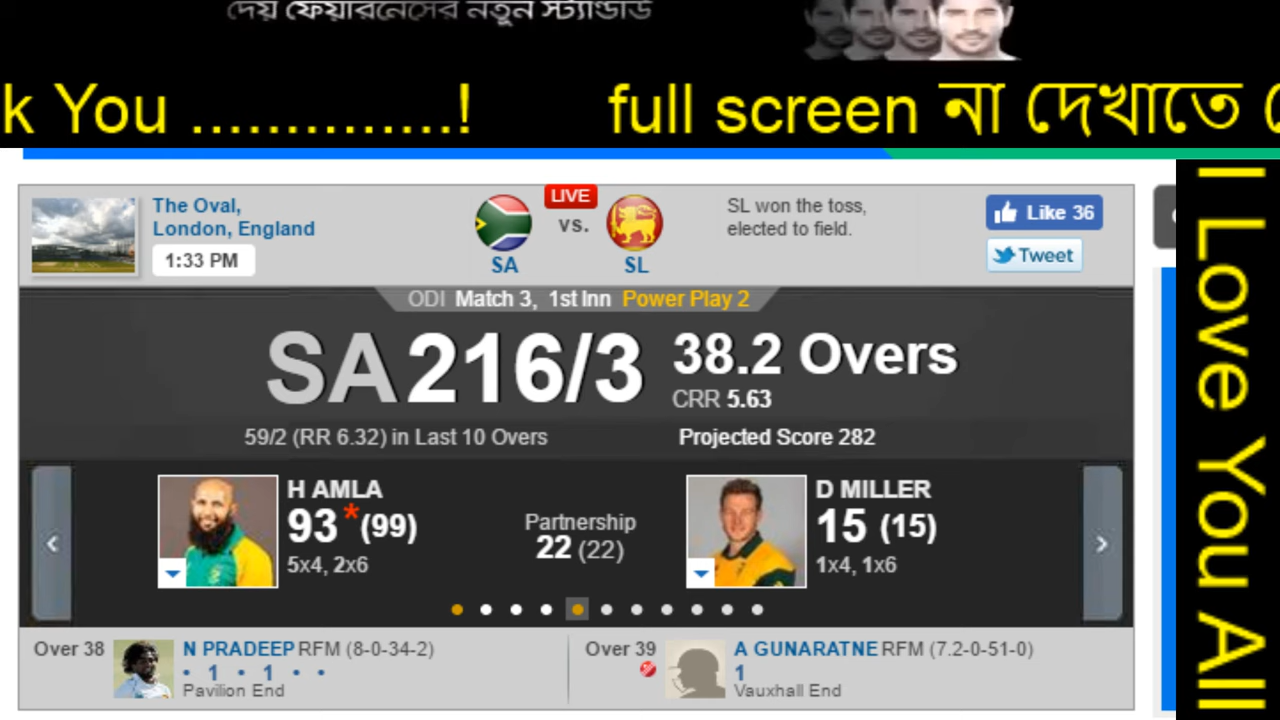 দেয় ফেয়ারনেসের নতুন স্ট্যান্ডার্ড
k You ..............! full screen না দেখাতে
The Oval,
London, England
1:33 PM
LIVE
vs.
SA
SL
SL won the toss,
elected to field.
Like 36
Tweet
ODI Match 3, 1st Inn Power Play 2
SA 216/3
38.2 Overs
CRR 5.63
59/2 (RR 6.32) in Last 10 Overs
Projected Score 282
H AMLA
93*(99)
5x4, 2x6
Partnership
22 (22)
D MILLER
15 (15)
1x4, 1x6
Over 38
N PRADEEP RFM (8-0-34-2)
• 1 • 1 • •
Pavilion End
Over 39
A GUNARATNE RFM (7.2-0-51-0)
1
Vauxhall End
I Love You All